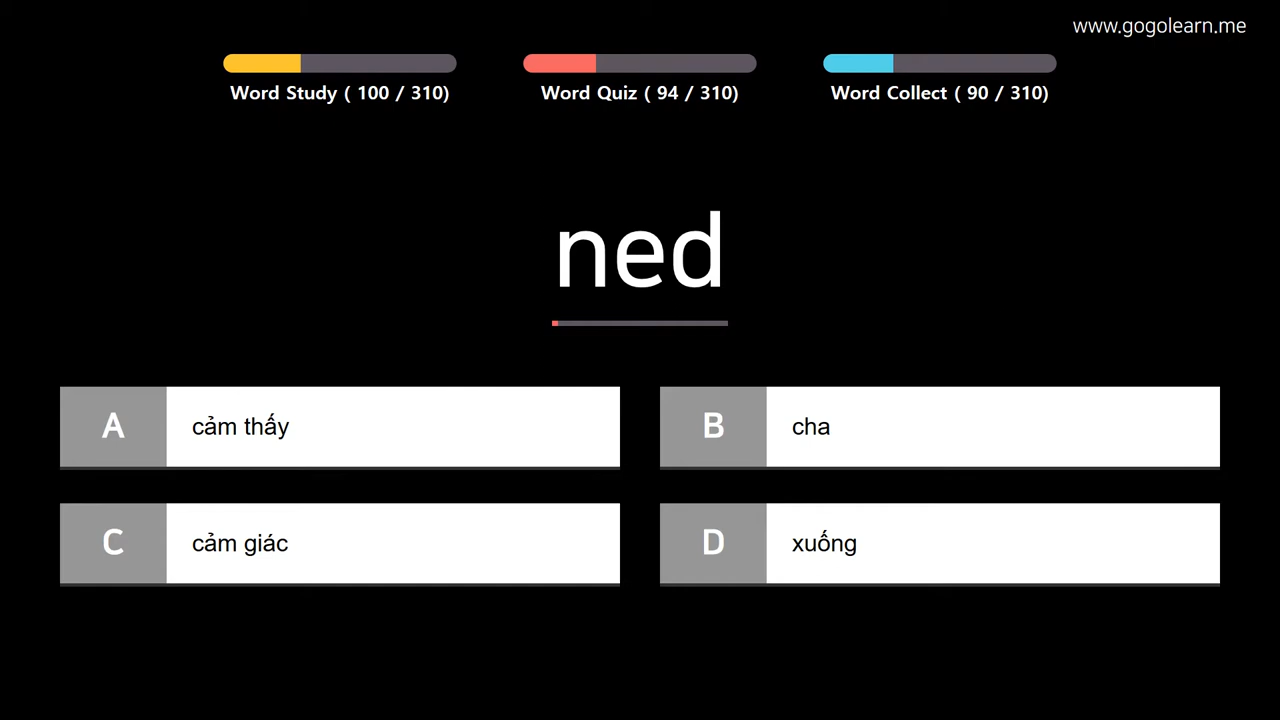 www.gogolearn.me
Word Study ( 100 / 310)
Word Quiz ( 94 / 310)
Word Collect ( 90 / 310)
ned
A cảm thấy
B cha
C cảm giác
D xuống